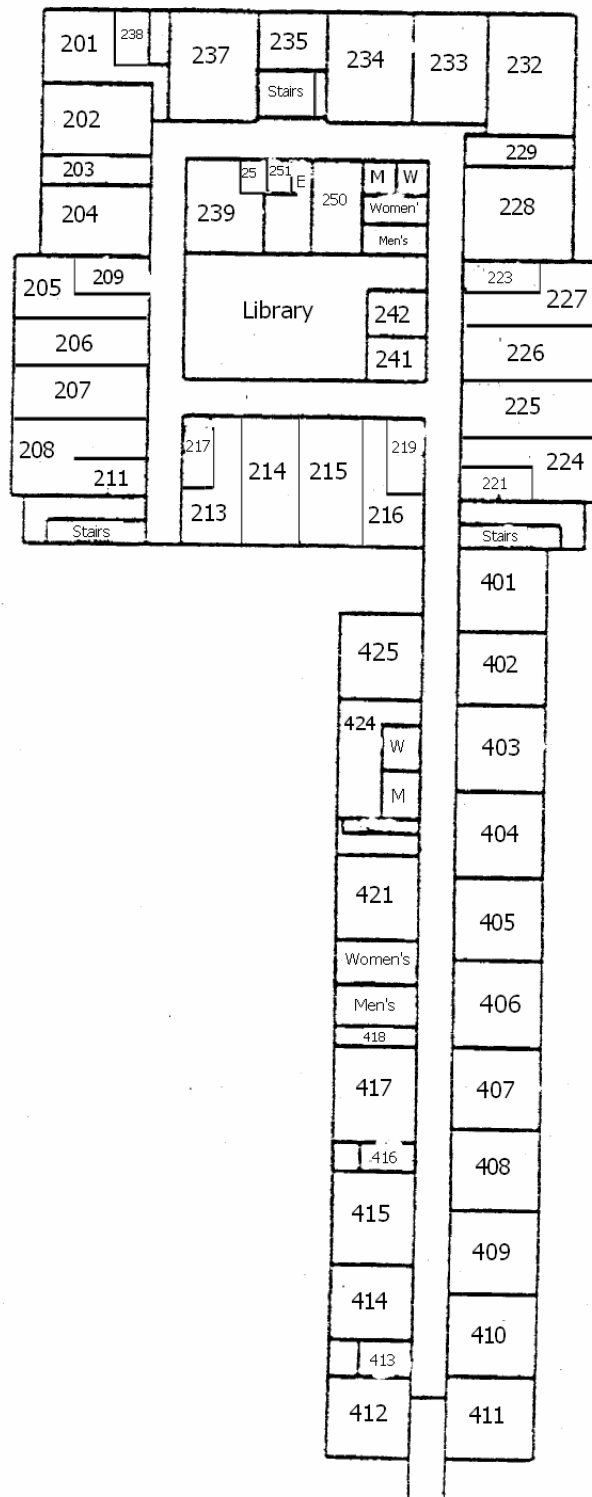 201 238 237 235 234 233 232
Stairs
202
203 229
204 228
25 251 E M W
239 250 Women'
Men's
205 209 223 227
Library 242
206 226
241
207 225
208 217 214 215 219 224
211 221
213 216
Stairs Stairs
401
425 402
424 403
W
M 404
421 405
Women's
Men's 406
418
417 407
416 408
415 409
414 410
413
412 411